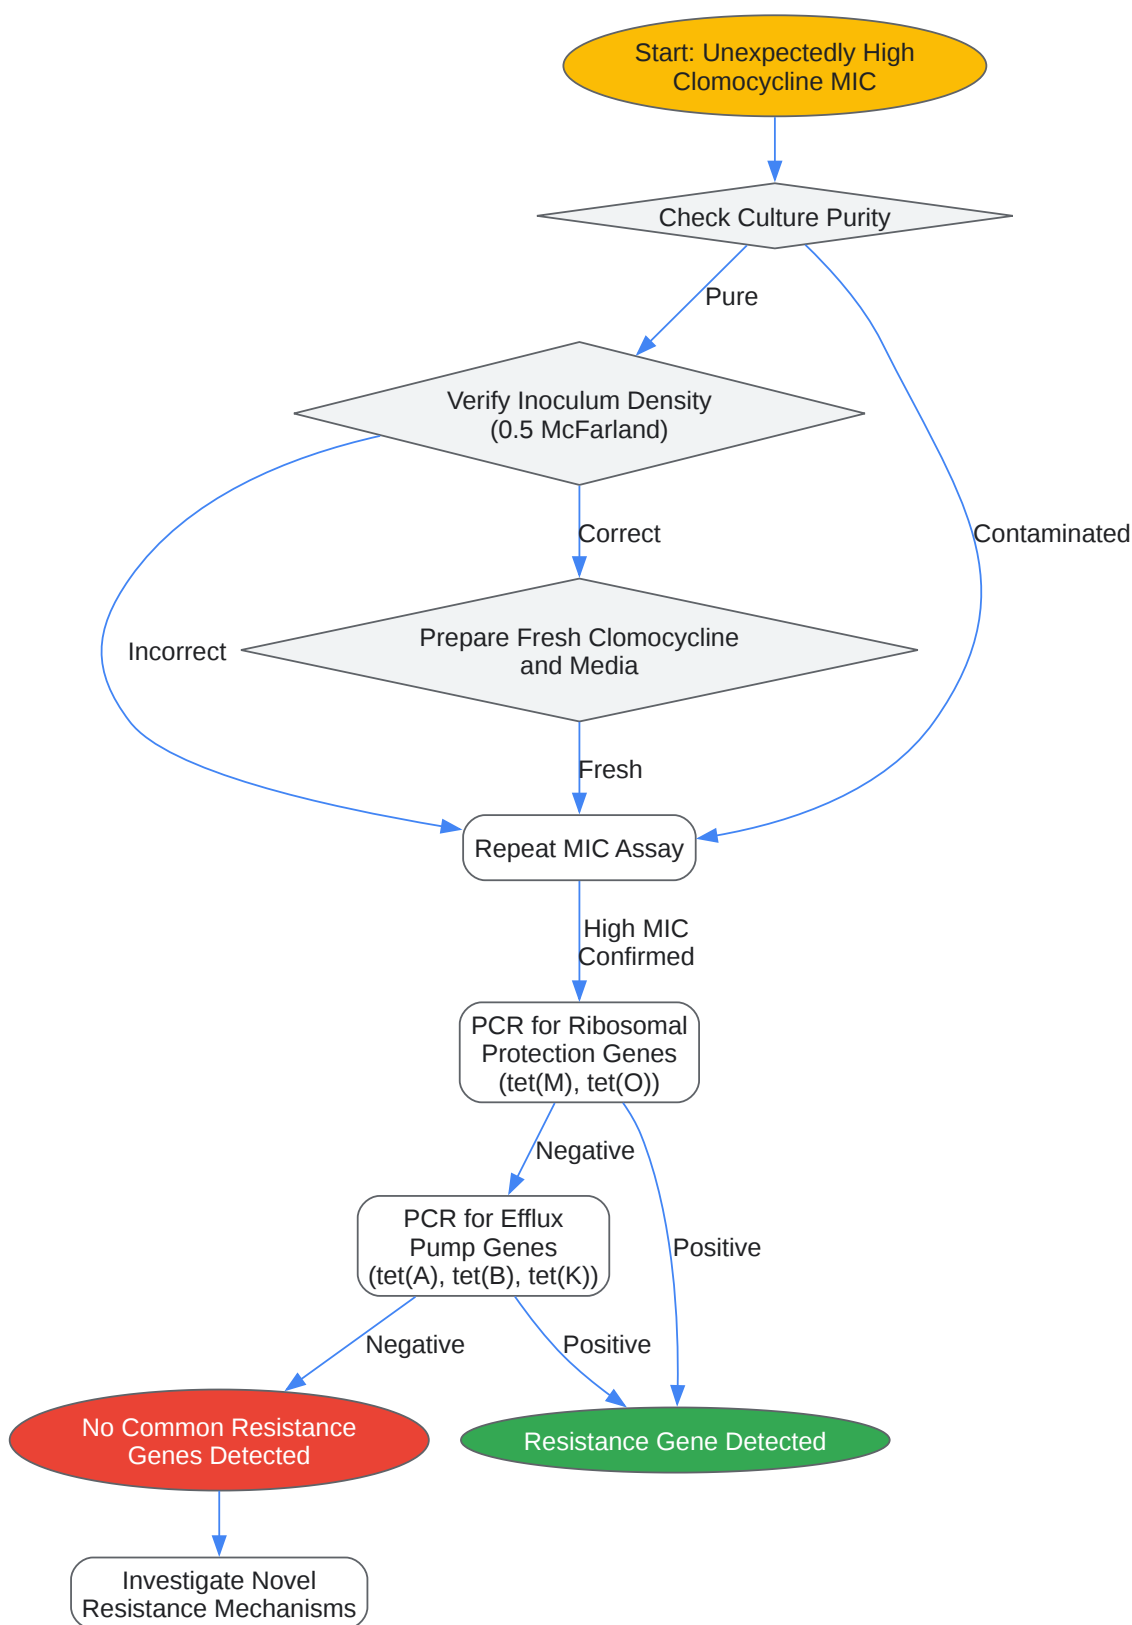 Start: Unexpectedly High
Clomocycline MIC
Check Culture Purity
Pure
Verify Inoculum Density
(0.5 McFarland)
Correct
Contaminated
Incorrect
Prepare Fresh Clomocycline
and Media
Fresh
Repeat MIC Assay
High MIC
Confirmed
PCR for Ribosomal
Protection Genes
(tet(M), tet(O))
Negative
PCR for Efflux
Pump Genes
(tet(A), tet(B), tet(K))
Positive
Negative
Positive
No Common Resistance
Genes Detected
Resistance Gene Detected
Investigate Novel
Resistance Mechanisms